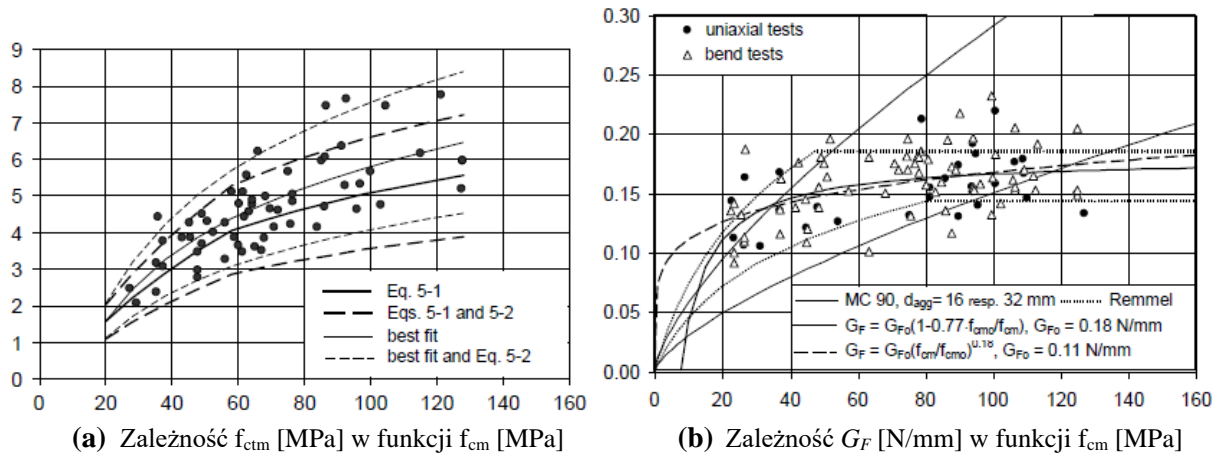 9
8
7
6
5
4
3
2
1
0
0 20 40 60 80 100 120 140 160
Eq. 5-1
Eqs. 5-1 and 5-2
best fit
best fit and Eq. 5-2
(a) Zależność fctm [MPa] w funkcji fcm [MPa]
0.30
0.25
0.20
0.15
0.10
0.05
0.00
0 20 40 60 80 100 120 140 160
uniaxial tests
bend tests
MC 90, dagg= 16 resp. 32 mm Remmel
GF = GFo(1-0.77·fcmo/fcm), GFo = 0.18 N/mm
GF = GFo(fcm/fcmo)^0.18, GFo = 0.11 N/mm
(b) Zależność GF [N/mm] w funkcji fcm [MPa]